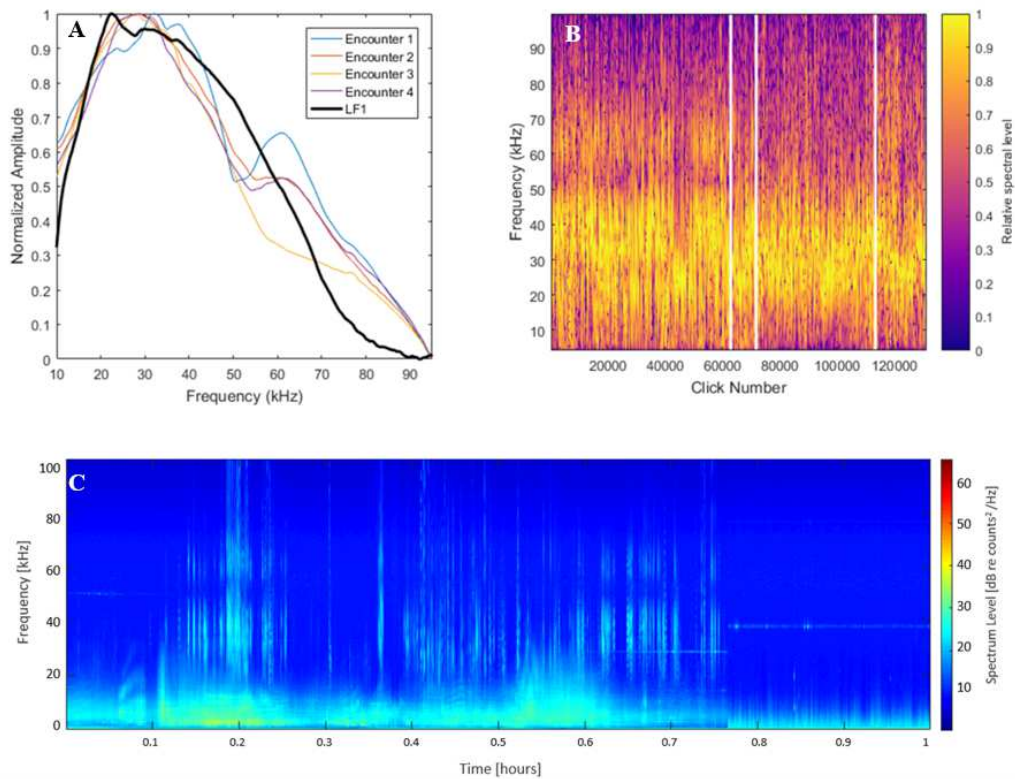 A
Normalized Amplitude
1
0.9
0.8
0.7
0.6
0.5
0.4
0.3
0.2
0.1
0
10 20 30 40 50 60 70 80 90
Frequency (kHz)
Encounter 1
Encounter 2
Encounter 3
Encounter 4
LF1
B
Frequency (kHz)
90
80
70
60
50
40
30
20
10
20000 40000 60000 80000 100000 120000
Click Number
1
0.9
0.8
0.7
0.6
0.5
0.4
0.3
0.2
0.1
0
Relative spectral level
C
Frequency [kHz]
100
80
60
40
20
0
0.1 0.2 0.3 0.4 0.5 0.6 0.7 0.8 0.9 1
Time [hours]
60
50
40
30
20
10
Spectrum Level [dB re counts² /Hz]